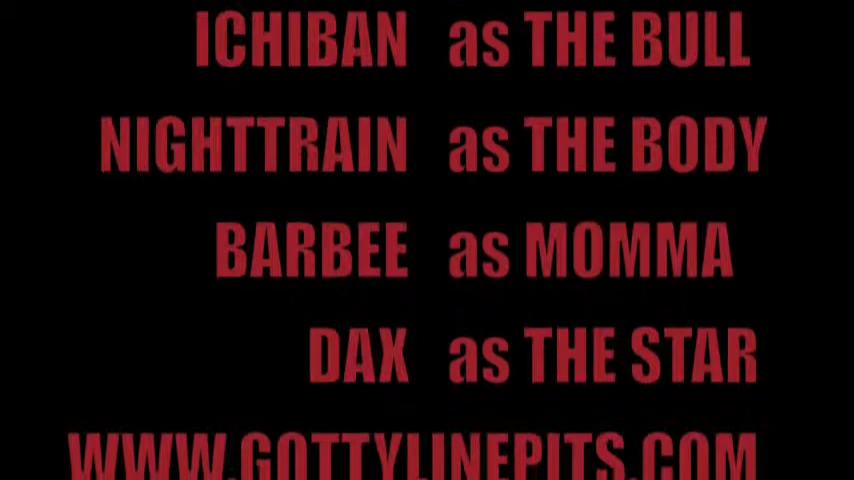 ICHIBAN as THE BULL
NIGHTTRAIN as THE BODY
BARBEE as MOMMA
DAX as THE STAR
WWW.GOTTYLINEPITS.COM